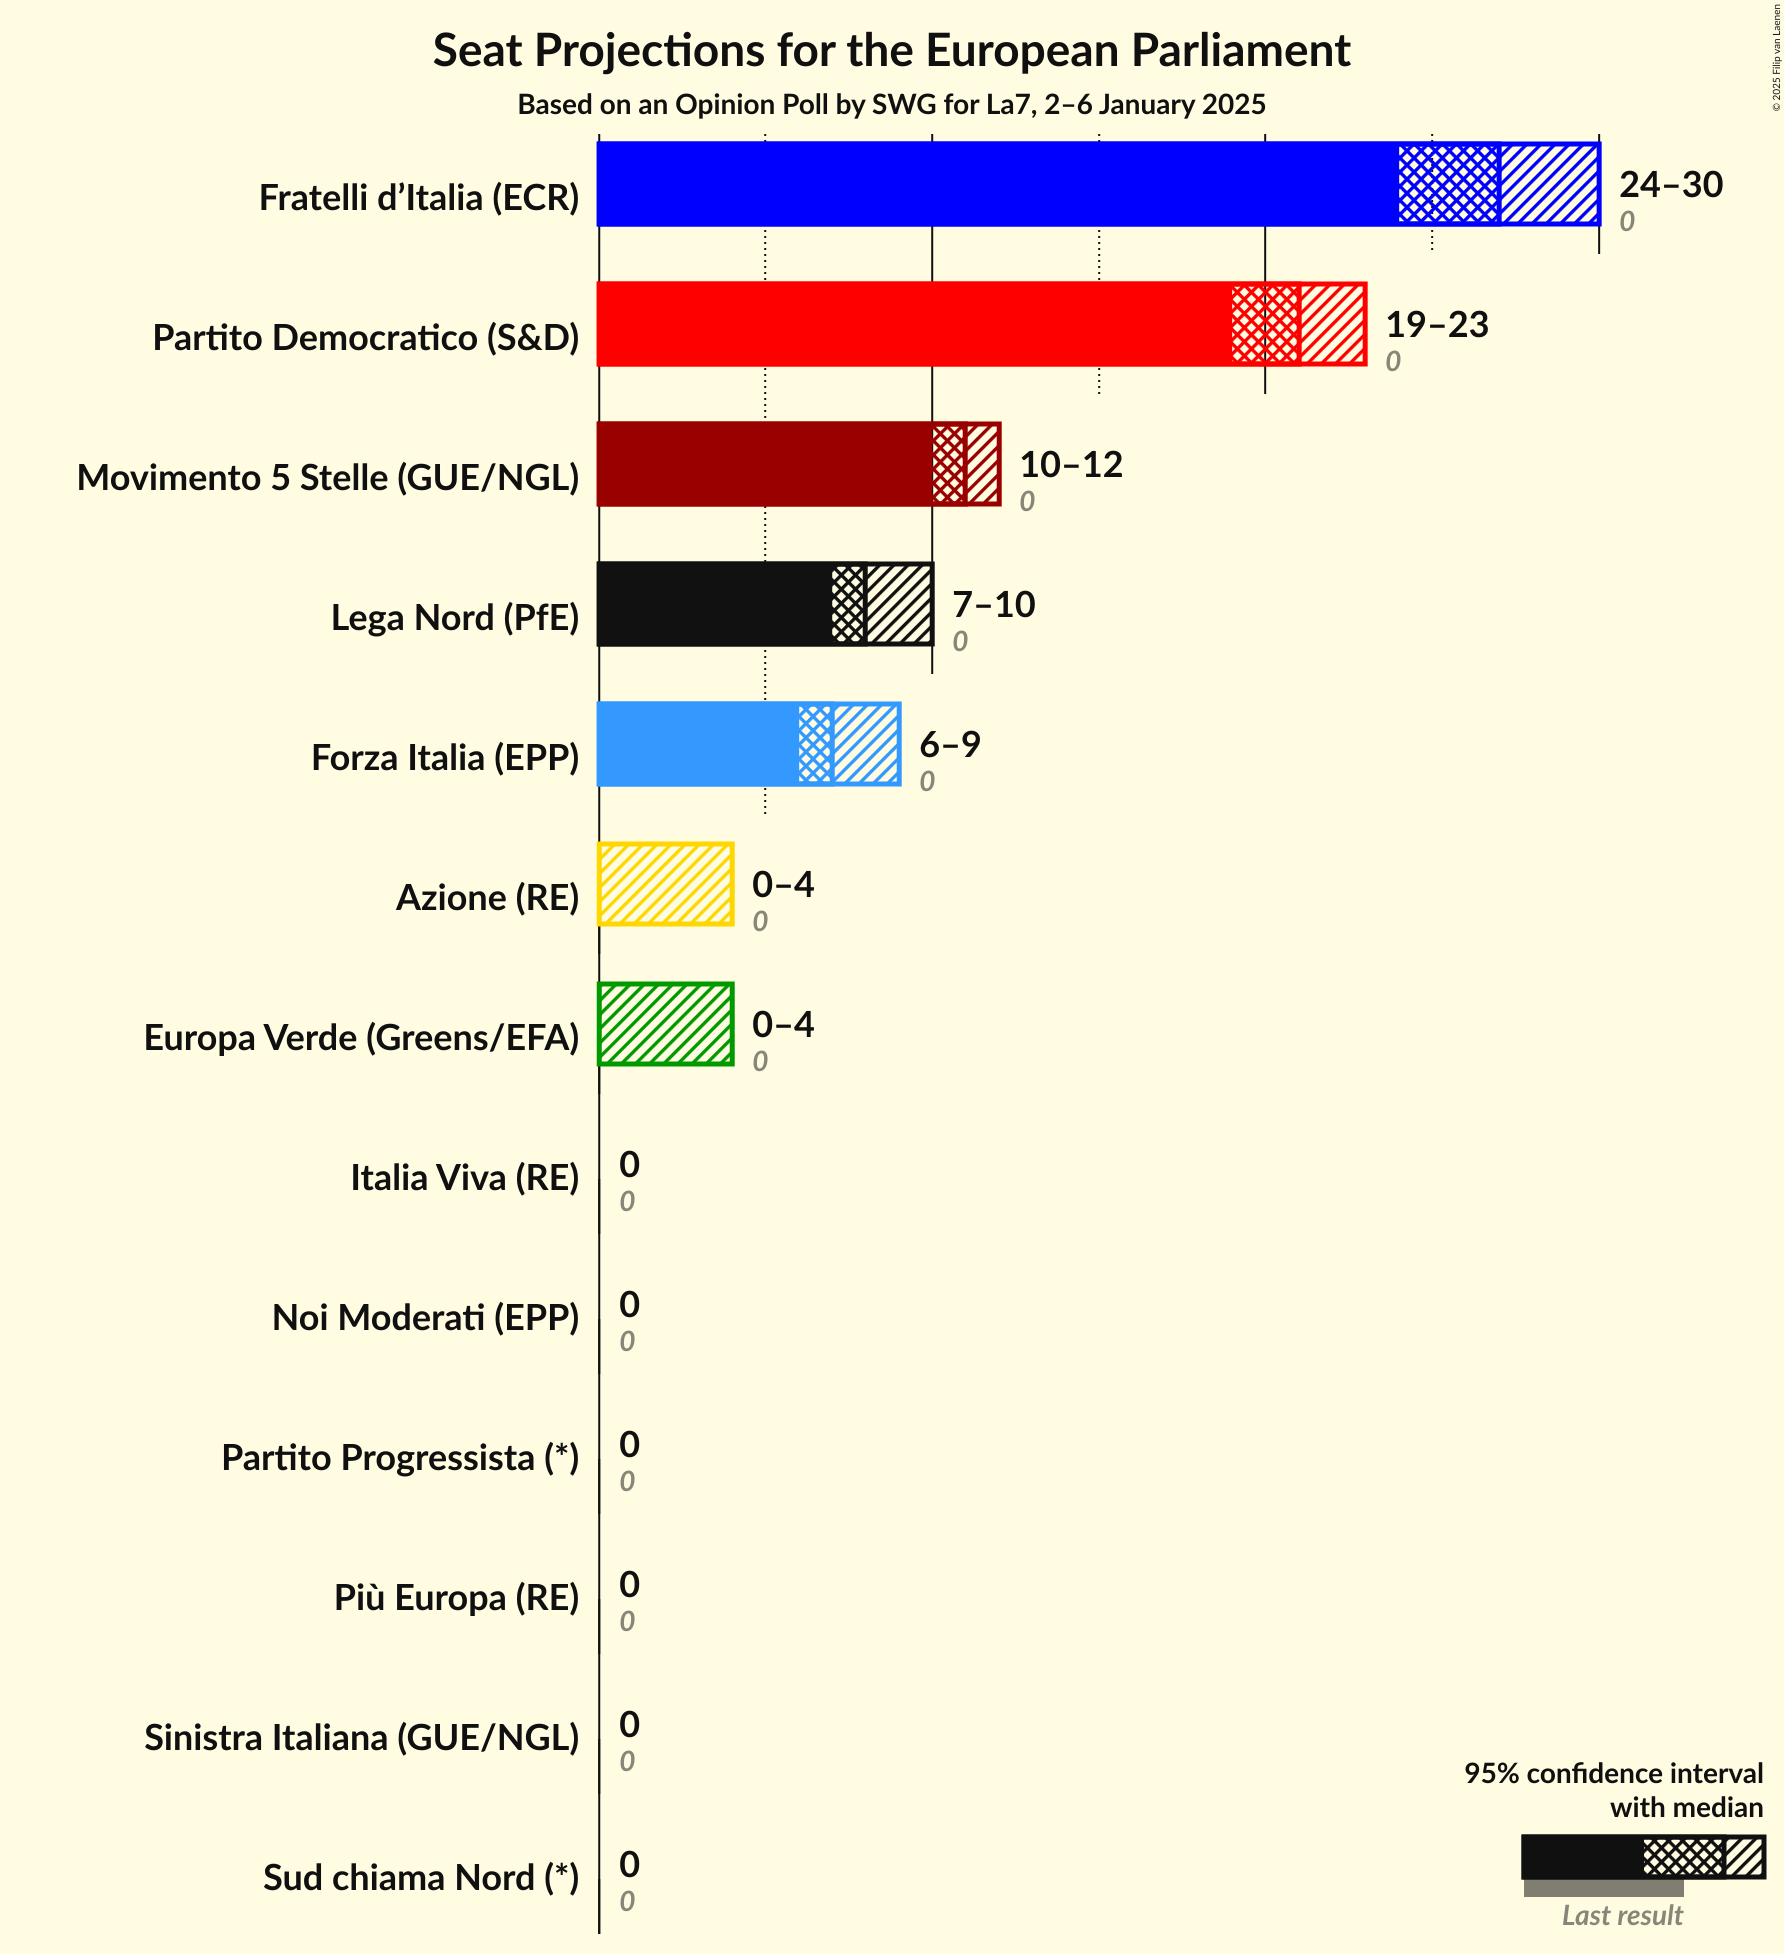 Seat Projections for the European Parliament
Based on an Opinion Poll by SWG for La7, 2–6 January 2025
© 2025 Filip van Laenen
Fratelli d’Italia (ECR)
24–30
0
Partito Democratico (S&D)
19–23
0
Movimento 5 Stelle (GUE/NGL)
10–12
0
Lega Nord (PfE)
7–10
0
Forza Italia (EPP)
6–9
0
Azione (RE)
0–4
0
Europa Verde (Greens/EFA)
0–4
0
Italia Viva (RE)
0
0
Noi Moderati (EPP)
0
0
Partito Progressista (*)
0
0
Più Europa (RE)
0
0
Sinistra Italiana (GUE/NGL)
0
0
Sud chiama Nord (*)
0
0
95% confidence interval
with median
Last result